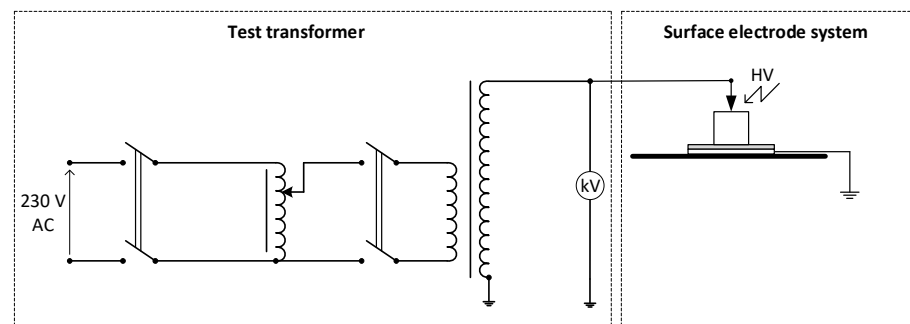 Test transformer
Surface electrode system
HV
kV
230 V
AC